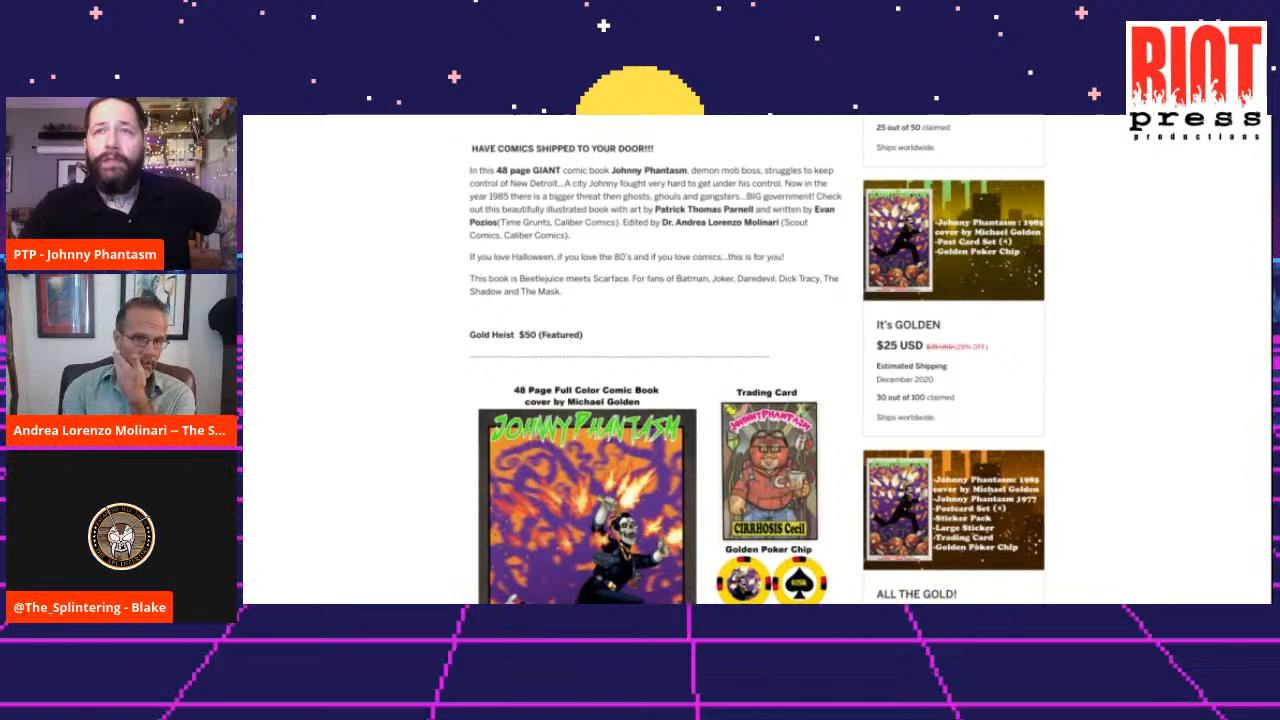 RIOT
press
productions
PTP - Johnny Phantasm
Andrea Lorenzo Molinari -- The S...
@The_Splintering - Blake
HAVE COMICS SHIPPED TO YOUR DOOR!!!
In this 48 page GIANT comic book Johnny Phantasm, demon mob boss, struggles to keep
control of New Detroit...A city Johnny fought very hard to get under his control. Now in the
year 1985 there is a bigger threat then ghosts, ghouls and gangsters...BIG government! Check
out this beautifully illustrated book with art by Patrick Thomas Parnell and written by Evan
Pozios(Time Grunts, Caliber Comics). Edited by Dr. Andrea Lorenzo Molinari (Scout
Comics, Caliber Comics).
If you love Halloween, if you love the 80's and if you love comics...this is for you!
This book is Beetlejuice meets Scarface. For fans of Batman, Joker, Daredevil, Dick Tracy, The
Shadow and The Mask.
Gold Heist $50 (Featured)
48 Page Full Color Comic Book
cover by Michael Golden
JOHNNY PHANTASM
Trading Card
JOHNNY PHANTASM
CIRRHOSIS Cecil
Golden Poker Chip
25 out of 50 claimed
Ships worldwide.
-Johnny Phantasm : 1985
cover by Michael Golden
-Post Card Set (4)
-Golden Poker Chip
It's GOLDEN
$25 USD $35 USD (28% OFF)
Estimated Shipping
December 2020
30 out of 100 claimed
Ships worldwide.
-Johnny Phantasm: 1985
cover by Michael Golden
-Johnny Phantasm 1977
-Postcard Set (4)
-Sticker Pack
-Large Sticker
-Trading Card
-Golden Poker Chip
ALL THE GOLD!